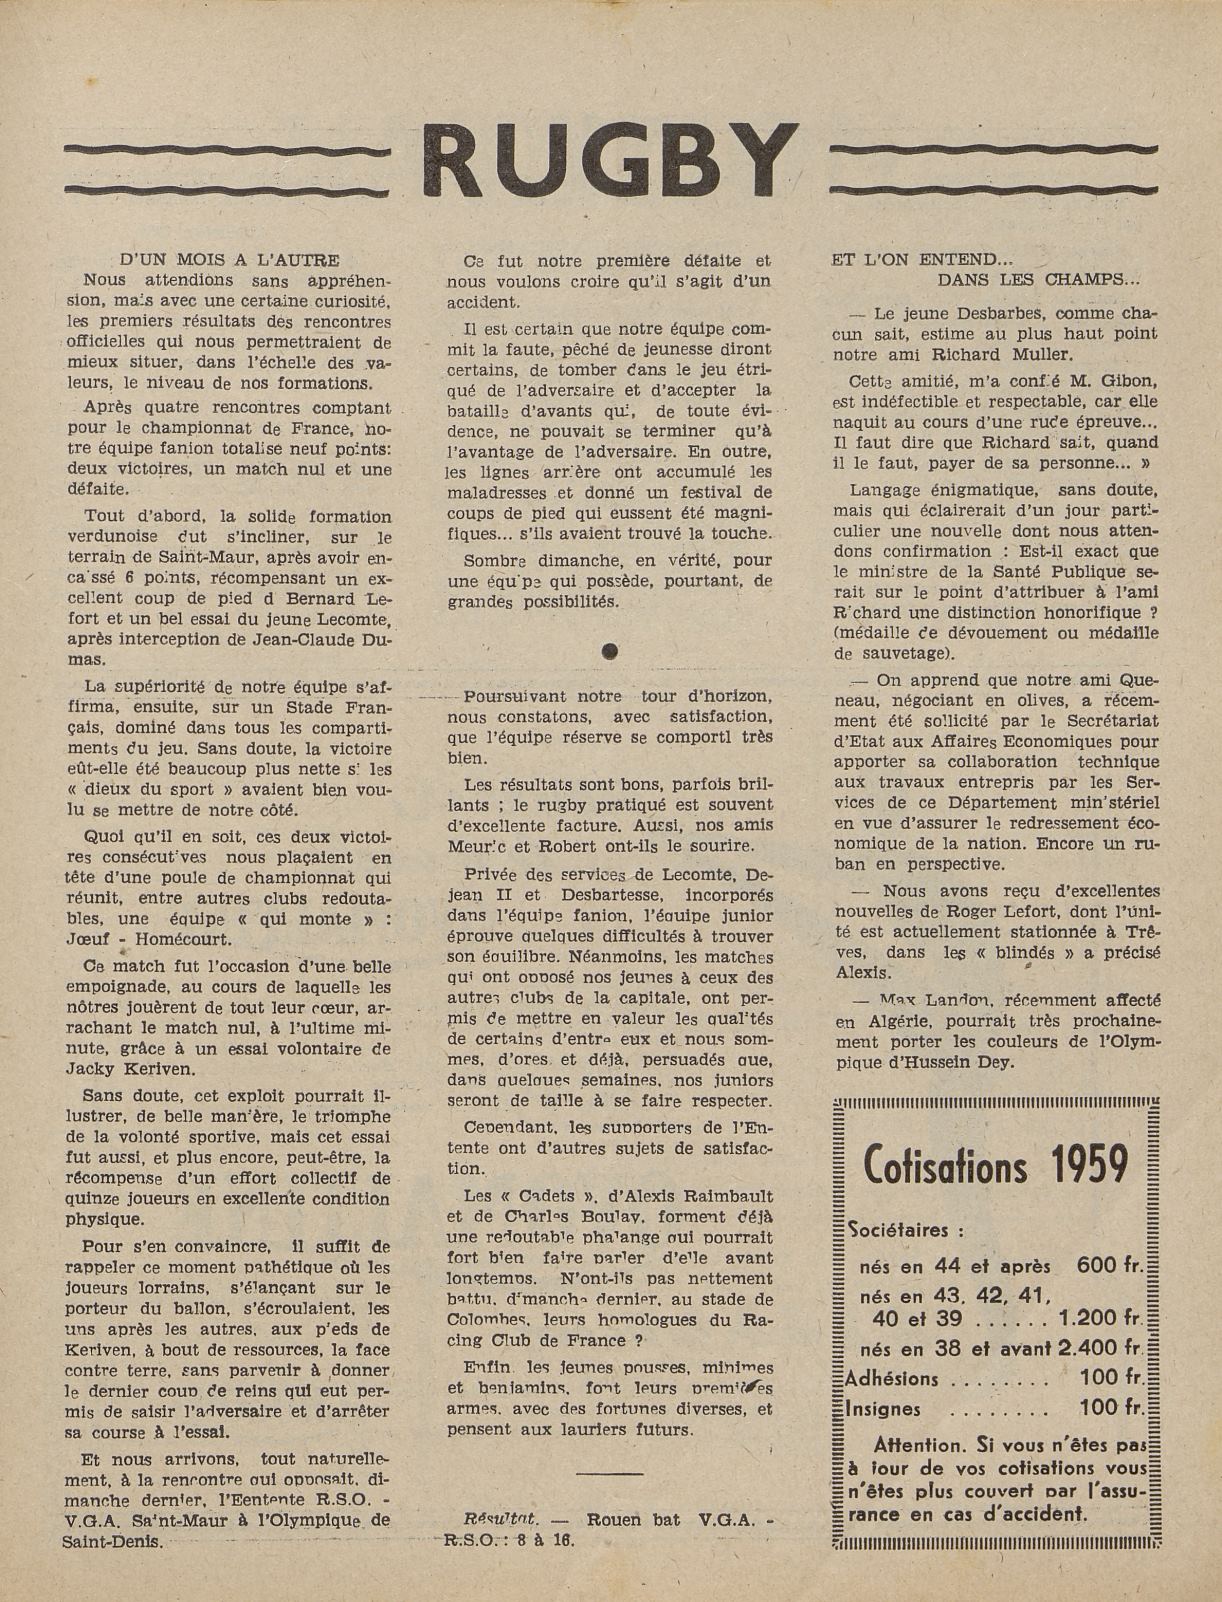 RUGBY
D'UN MOIS A L'AUTRE
Nous attendions sans appréhen-
sion, mais avec une certaine curiosité,
les premiers résultats des rencontres
officielles qui nous permettraient de
mieux situer, dans l'échelle des va-
leurs, le niveau de nos formations.
Après quatre rencontres comptant
pour le championnat de France, no-
tre équipe fanion totalise neuf points:
deux victoires, un match nul et une
défaite.
Tout d'abord, la solide formation
verdunoise dut s'incliner, sur le
terrain de Saint-Maur, après avoir en-
caissé 6 points, récompensant un ex-
cellent coup de pied d Bernard Le-
fort et un bel essai du jeune Lecomte,
après interception de Jean-Claude Du-
mas.
La supériorité de notre équipe s'af-
firma, ensuite, sur un Stade Fran-
çais, dominé dans tous les comparti-
ments du jeu. Sans doute, la victoire
eût-elle été beaucoup plus nette si les
« dieux du sport » avaient bien vou-
lu se mettre de notre côté.
Quoi qu'il en soit, ces deux victoi-
res consécutives nous plaçaient en
tête d'une poule de championnat qui
réunit, entre autres clubs redouta-
bles, une équipe « qui monte » :
Jœuf - Homécourt.
Ce match fut l'occasion d'une belle
empoignade, au cours de laquelle les
nôtres jouèrent de tout leur cœur, ar-
rachant le match nul, à l'ultime mi-
nute, grâce à un essai volontaire de
Jacky Keriven.
Sans doute, cet exploit pourrait il-
lustrer, de belle manière, le triomphe
de la volonté sportive, mais cet essai
fut aussi, et plus encore, peut-être, la
récompense d'un effort collectif de
quinze joueurs en excellente condition
physique.
Pour s'en convaincre, il suffit de
rappeler ce moment pathétique où les
joueurs lorrains, s'élançant sur le
porteur du ballon, s'écroulaient, les
uns après les autres, aux pieds de
Keriven, à bout de ressources, la face
contre terre, sans parvenir à donner
le dernier coup de reins qui eut per-
mis de saisir l'adversaire et d'arrêter
sa course à l'essai.
Et nous arrivons, tout naturelle-
ment, à la rencontre qui opposait, di-
manche dernier, l'Eentente R.S.O. -
V.G.A. Saint-Maur à l'Olympique de
Saint-Denis.
Ce fut notre première défaite et
nous voulons croire qu'il s'agit d'un
accident.
Il est certain que notre équipe com-
mit la faute, pêché de jeunesse diront
certains, de tomber dans le jeu étri-
qué de l'adversaire et d'accepter la
bataille d'avants qui, de toute évi-
dence, ne pouvait se terminer qu'à
l'avantage de l'adversaire. En outre,
les lignes arrière ont accumulé les
maladresses et donné un festival de
coups de pied qui eussent été magni-
fiques... s'ils avaient trouvé la touche.
Sombre dimanche, en vérité, pour
une équipe qui possède, pourtant, de
grandes possibilités.
●
Poursuivant notre tour d'horizon,
nous constatons, avec satisfaction,
que l'équipe réserve se comportl très
bien.
Les résultats sont bons, parfois bril-
lants ; le rugby pratiqué est souvent
d'excellente facture. Aussi, nos amis
Meuric et Robert ont-ils le sourire.
Privée des services de Lecomte, De-
jean II et Desbartesse, incorporés
dans l'équipe fanion, l'équipe junior
éprouve quelques difficultés à trouver
son équilibre. Néanmoins, les matches
qui ont opposé nos jeunes à ceux des
autres clubs de la capitale, ont per-
mis de mettre en valeur les qualités
de certains d'entre eux et nous som-
mes, d'ores et déjà, persuadés que,
dans quelques semaines, nos juniors
seront de taille à se faire respecter.
Cependant, les supporters de l'En-
tente ont d'autres sujets de satisfac-
tion.
Les « Cadets », d'Alexis Raimbault
et de Charles Boulay, forment déjà
une redoutable phalange qui pourrait
fort bien faire parler d'elle avant
longtemps. N'ont-ils pas nettement
battu, dimanche dernier, au stade de
Colombes, leurs homologues du Ra-
cing Club de France ?
Enfin les jeunes pousses, minimes
et benjamins, font leurs premières
armes, avec des fortunes diverses, et
pensent aux lauriers futurs.
Résultat. — Rouen bat V.G.A. -
R.S.O. : 8 à 16.
ET L'ON ENTEND...
DANS LES CHAMPS...
— Le jeune Desbarbes, comme cha-
cun sait, estime au plus haut point
notre ami Richard Muller.
Cette amitié, m'a confié M. Gibon,
est indéfectible et respectable, car elle
naquit au cours d'une rude épreuve...
Il faut dire que Richard sait, quand
il le faut, payer de sa personne... »
Langage énigmatique, sans doute,
mais qui éclairerait d'un jour parti-
culier une nouvelle dont nous atten-
dons confirmation : Est-il exact que
le ministre de la Santé Publique se-
rait sur le point d'attribuer à l'ami
Richard une distinction honorifique ?
(médaille de dévouement ou médaille
de sauvetage).
— On apprend que notre ami Que-
neau, négociant en olives, a récem-
ment été sollicité par le Secrétariat
d'Etat aux Affaires Economiques pour
apporter sa collaboration technique
aux travaux entrepris par les Ser-
vices de ce Département ministériel
en vue d'assurer le redressement éco-
nomique de la nation. Encore un ru-
ban en perspective.
— Nous avons reçu d'excellentes
nouvelles de Roger Lefort, dont l'uni-
té est actuellement stationnée à Trê-
ves, dans les « blindés » a précisé
Alexis.
— Max Landon, récemment affecté
en Algérie, pourrait très prochaine-
ment porter les couleurs de l'Olym-
pique d'Hussein Dey.
Cotisations 1959
Sociétaires :
nés en 44 et après 600 fr.
nés en 43, 42, 41,
40 et 39 ...... 1.200 fr.
nés en 38 et avant 2.400 fr.
Adhésions ........ 100 fr.
Insignes ........ 100 fr.
Attention. Si vous n'êtes pas
à jour de vos cotisations vous
n'êtes plus couvert par l'assu-
rance en cas d'accident.